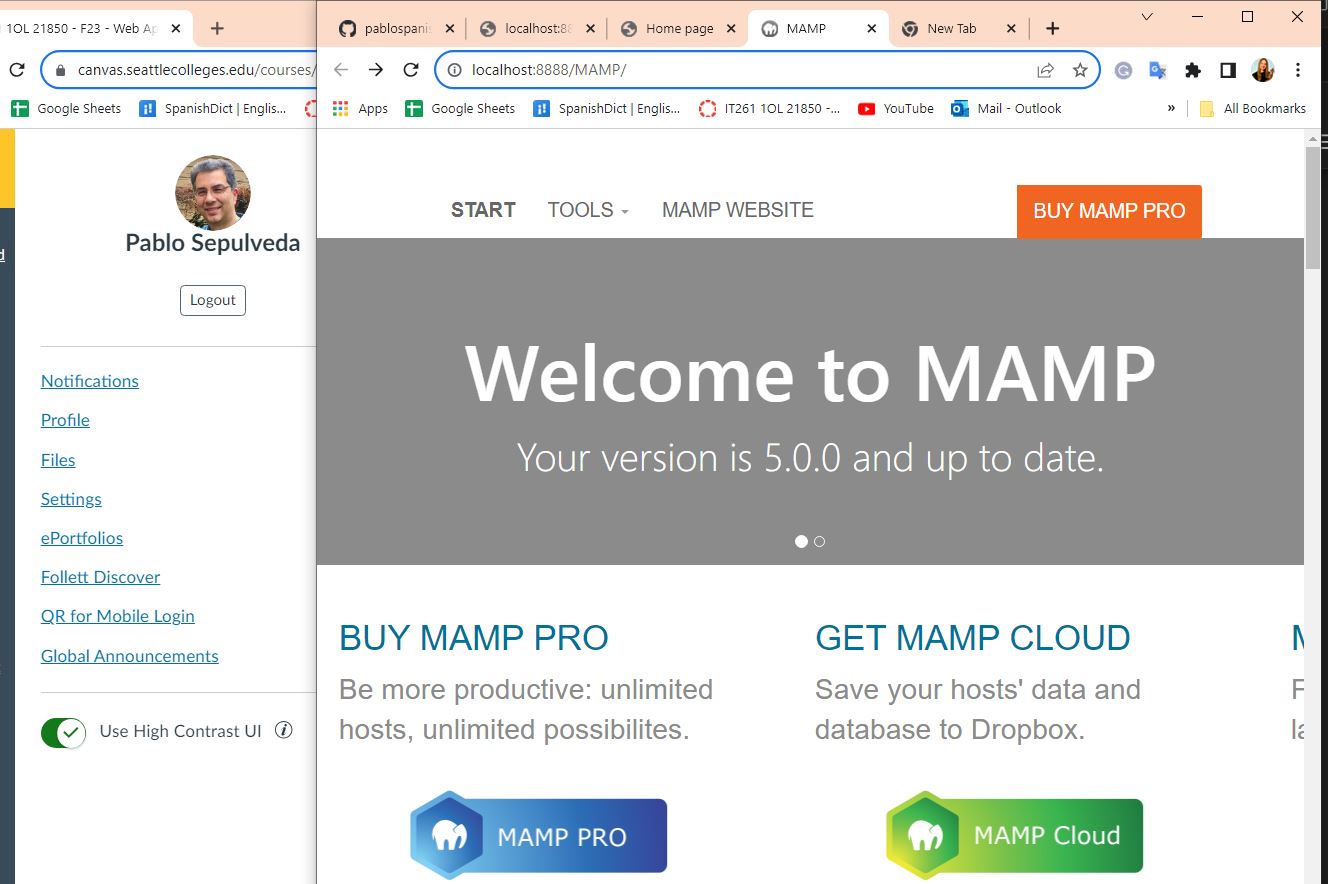 1OL 21850 - F23 - Web Ap
canvas.seattlecolleges.edu/courses/
Google Sheets
SpanishDict | Englis...
Pablo Sepulveda
Logout
Notifications
Profile
Files
Settings
ePortfolios
Follett Discover
QR for Mobile Login
Global Announcements
Use High Contrast UI
pablospani
localhost:88
Home page
MAMP
New Tab
localhost:8888/MAMP/
Apps
Google Sheets
SpanishDict | Englis...
IT261 1OL 21850 -...
YouTube
Mail - Outlook
»
All Bookmarks
START
TOOLS
MAMP WEBSITE
BUY MAMP PRO
Welcome to MAMP
Your version is 5.0.0 and up to date.
BUY MAMP PRO
Be more productive: unlimited
hosts, unlimited possibilites.
MAMP PRO
GET MAMP CLOUD
Save your hosts' data and
database to Dropbox.
MAMP Cloud